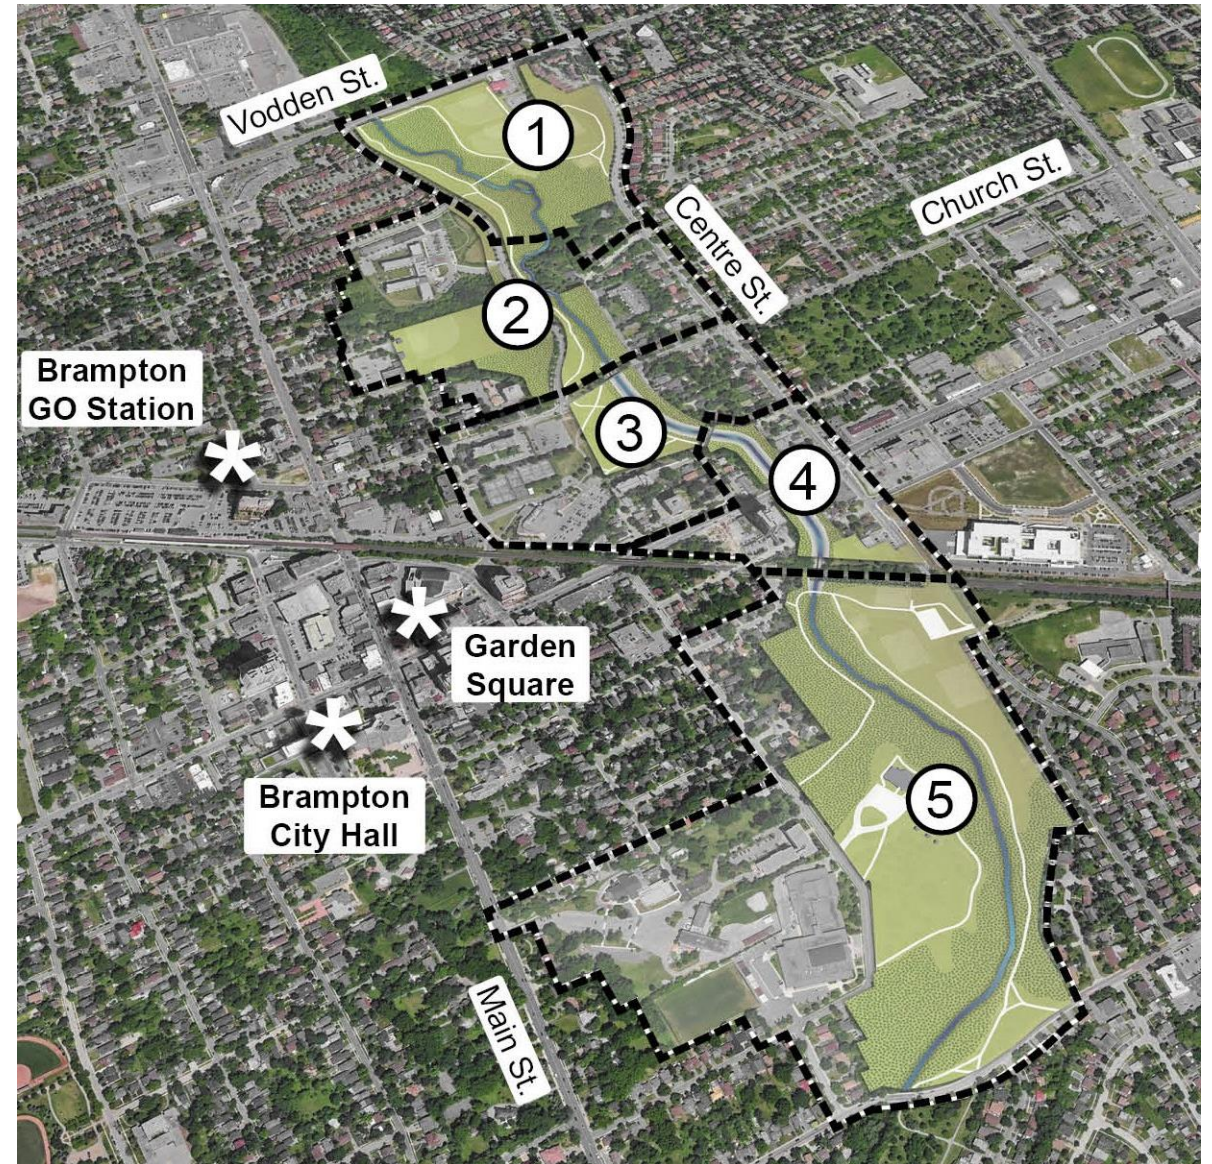 Vodden St.
1
Church St.
Centre St.
2
Brampton
GO Station
3
4
Garden
Square
Brampton
City Hall
5
Main St.